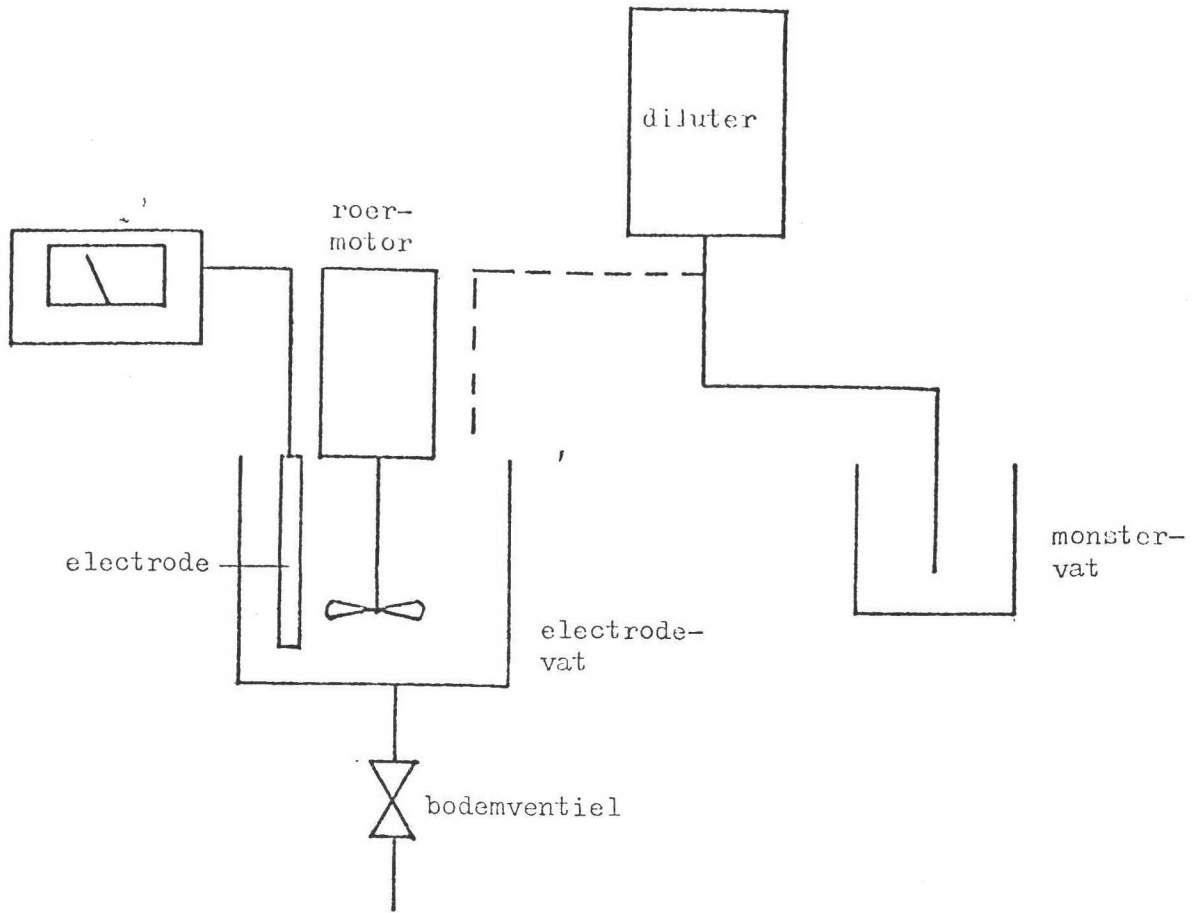 diluter
roer-
motor
electrode
monster-
vat
electrode-
vat
bodemventiel